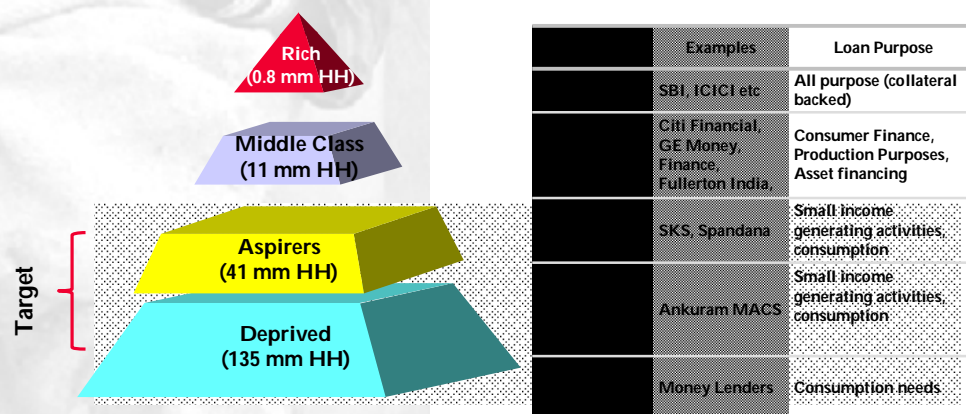 Rich
(0.8 mm HH)
Middle Class
(11 mm HH)
Aspirers
(41 mm HH)
Deprived
(135 mm HH)
Target
Examples
Loan Purpose
SBI, ICICI etc
All purpose (collateral
backed)
Citi Financial,
GE Money,
Finance,
Fullerton India,
Consumer Finance,
Production Purposes,
Asset financing
SKS, Spandana
Small income
generating activities,
consumption
Ankuram MACS
Small income
generating activities,
consumption
Money Lenders
Consumption needs